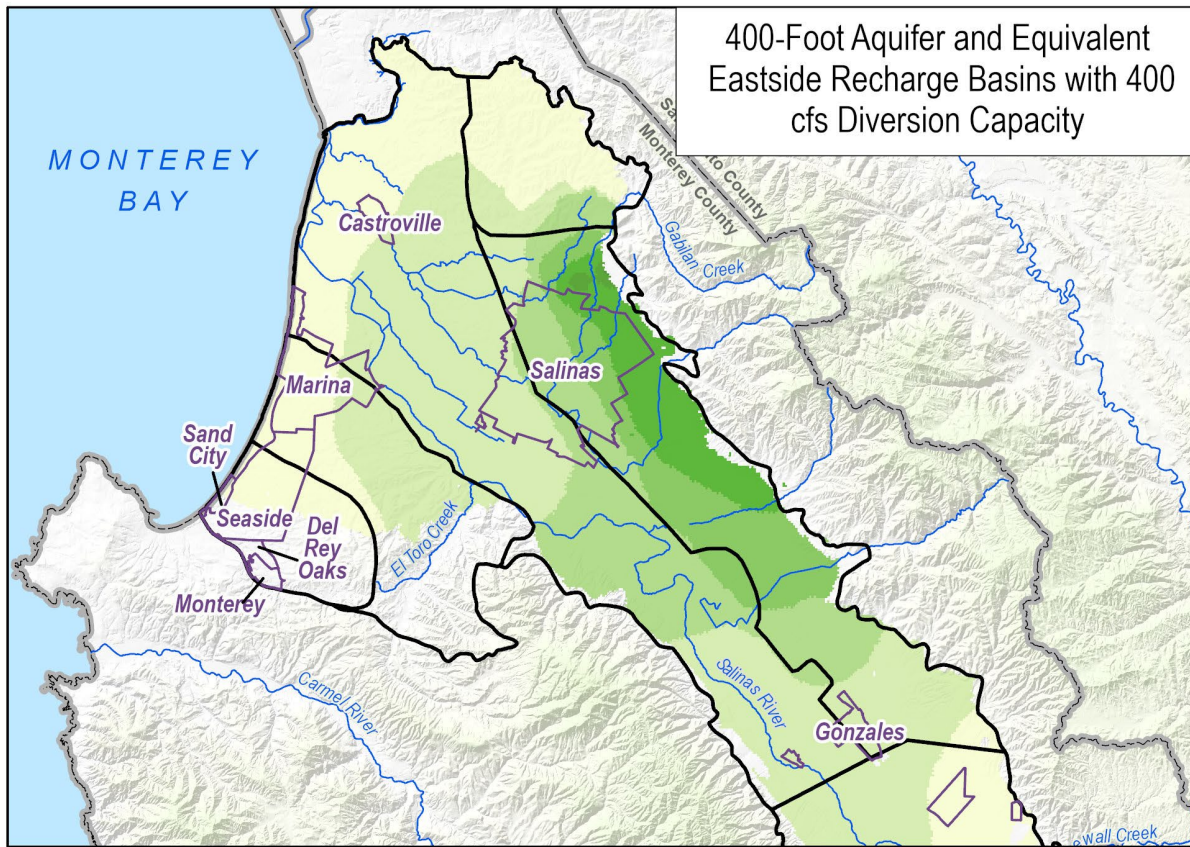 400-Foot Aquifer and Equivalent
Eastside Recharge Basins with 400
cfs Diversion Capacity
MONTEREY
BAY
Monterey County
Castroville
Gabilan Creek
Marina
Salinas
Sand
City
Seaside
Del
Rey
Oaks
Monterey
El Toro Creek
Carmel River
Salinas River
Gonzales
Creek